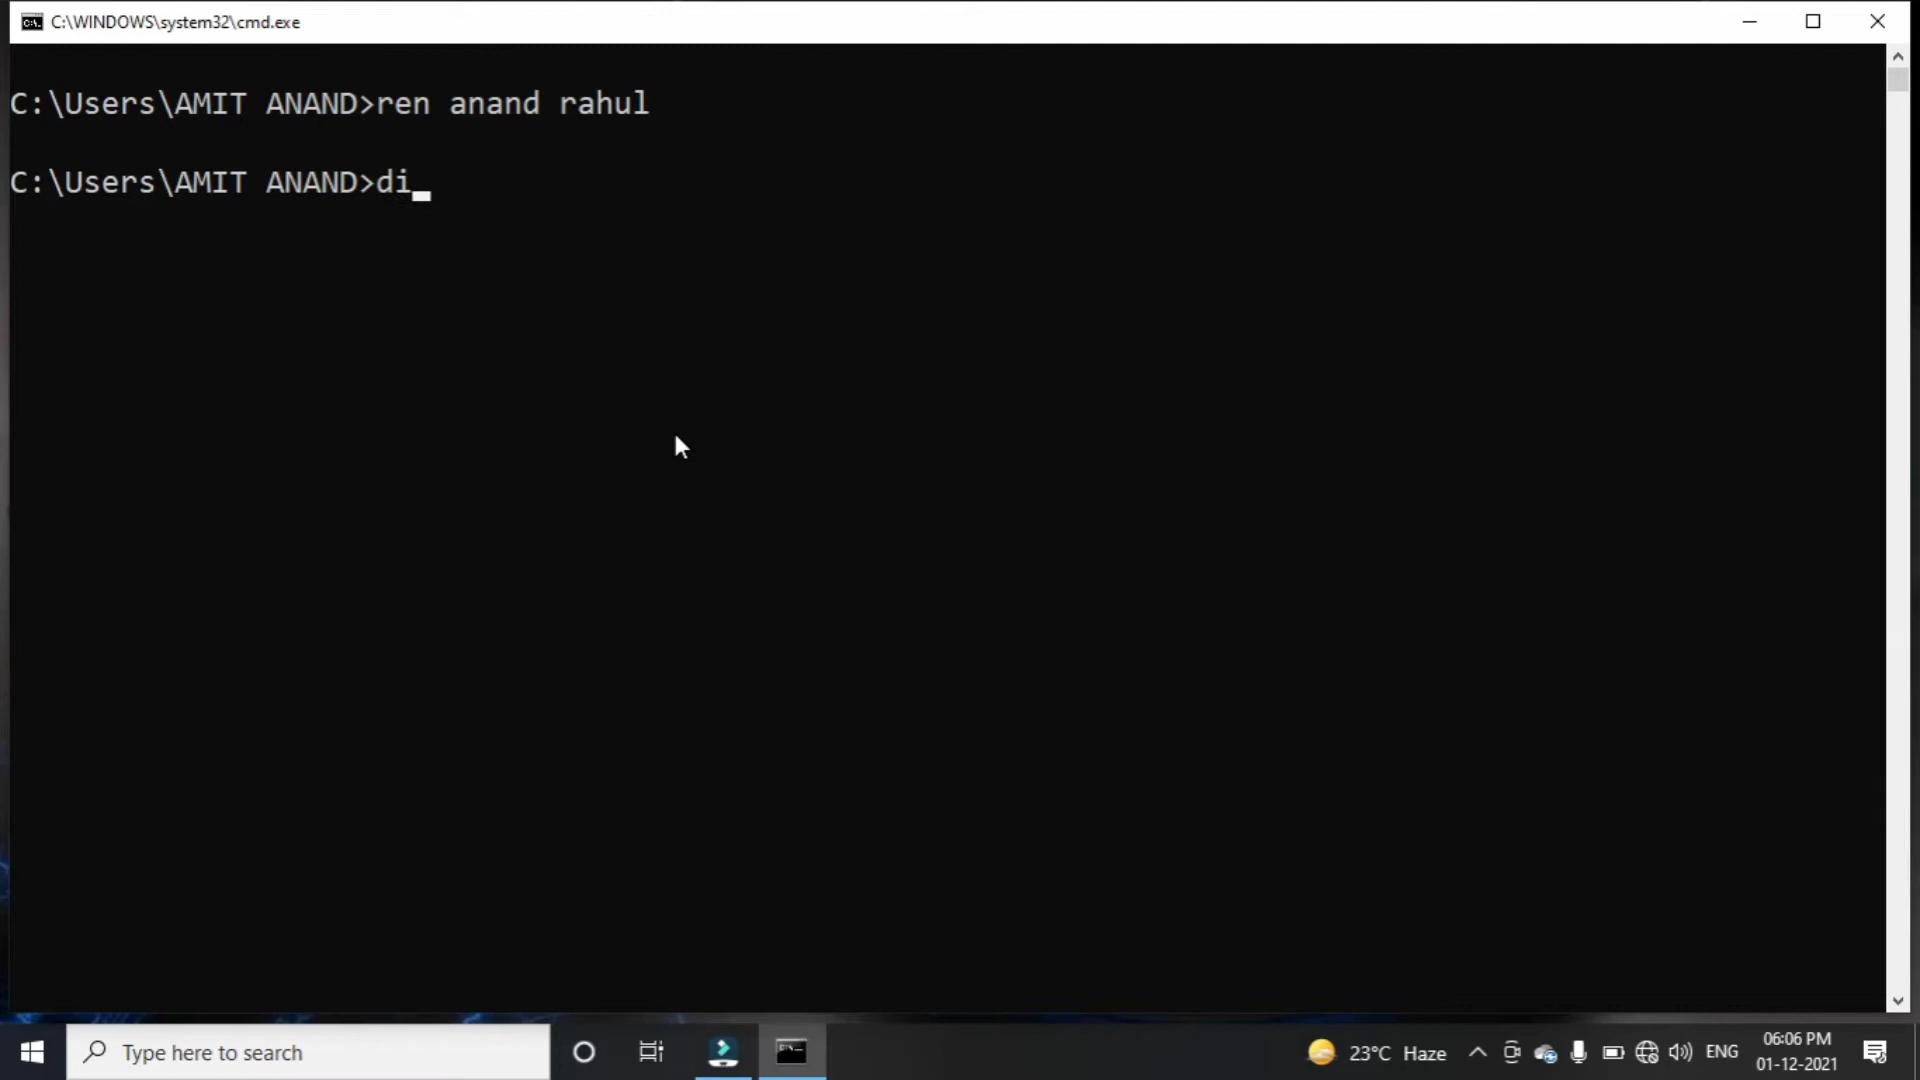 C:\WINDOWS\system32\cmd.exe
C:\Users\AMIT ANAND>ren anand rahul
C:\Users\AMIT ANAND>di
Type here to search
23°C Haze
ENG
06:06 PM
01-12-2021